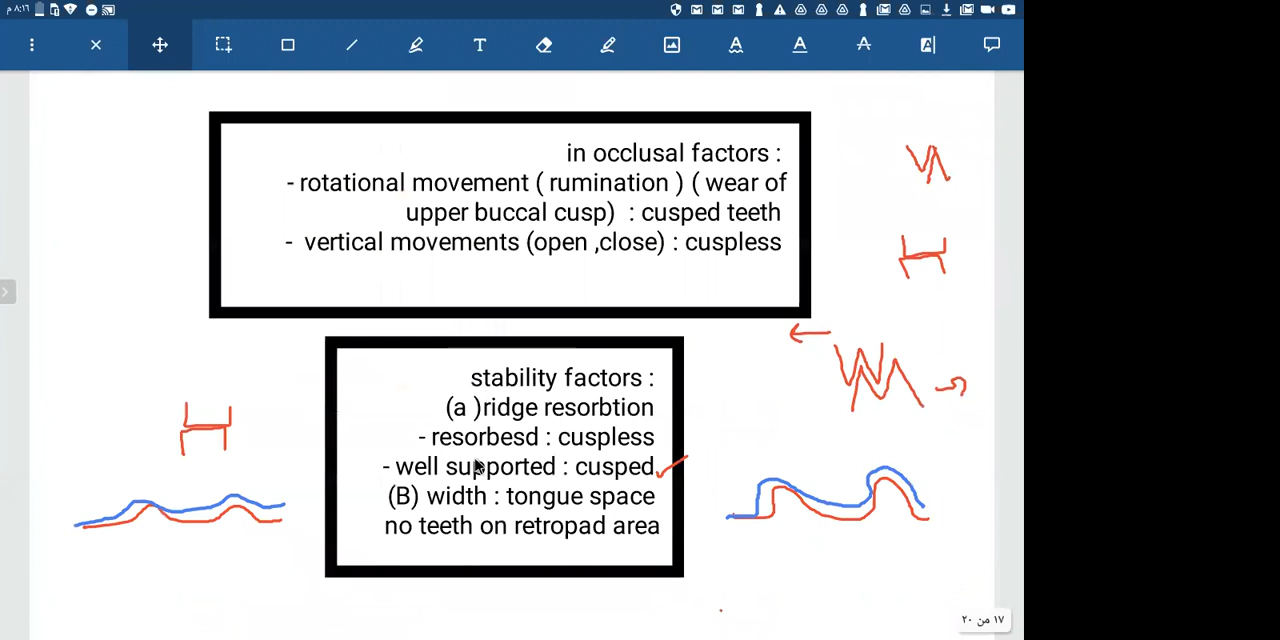 ٨:١٦ م
in occlusal factors :
- rotational movement ( rumination ) ( wear of
upper buccal cusp) : cusped teeth
- vertical movements (open ,close) : cuspless
stability factors :
(a )ridge resorbtion
- resorbesd : cuspless
- well supported : cusped
(B) width : tongue space
no teeth on retropad area
١٧ من ٢٠